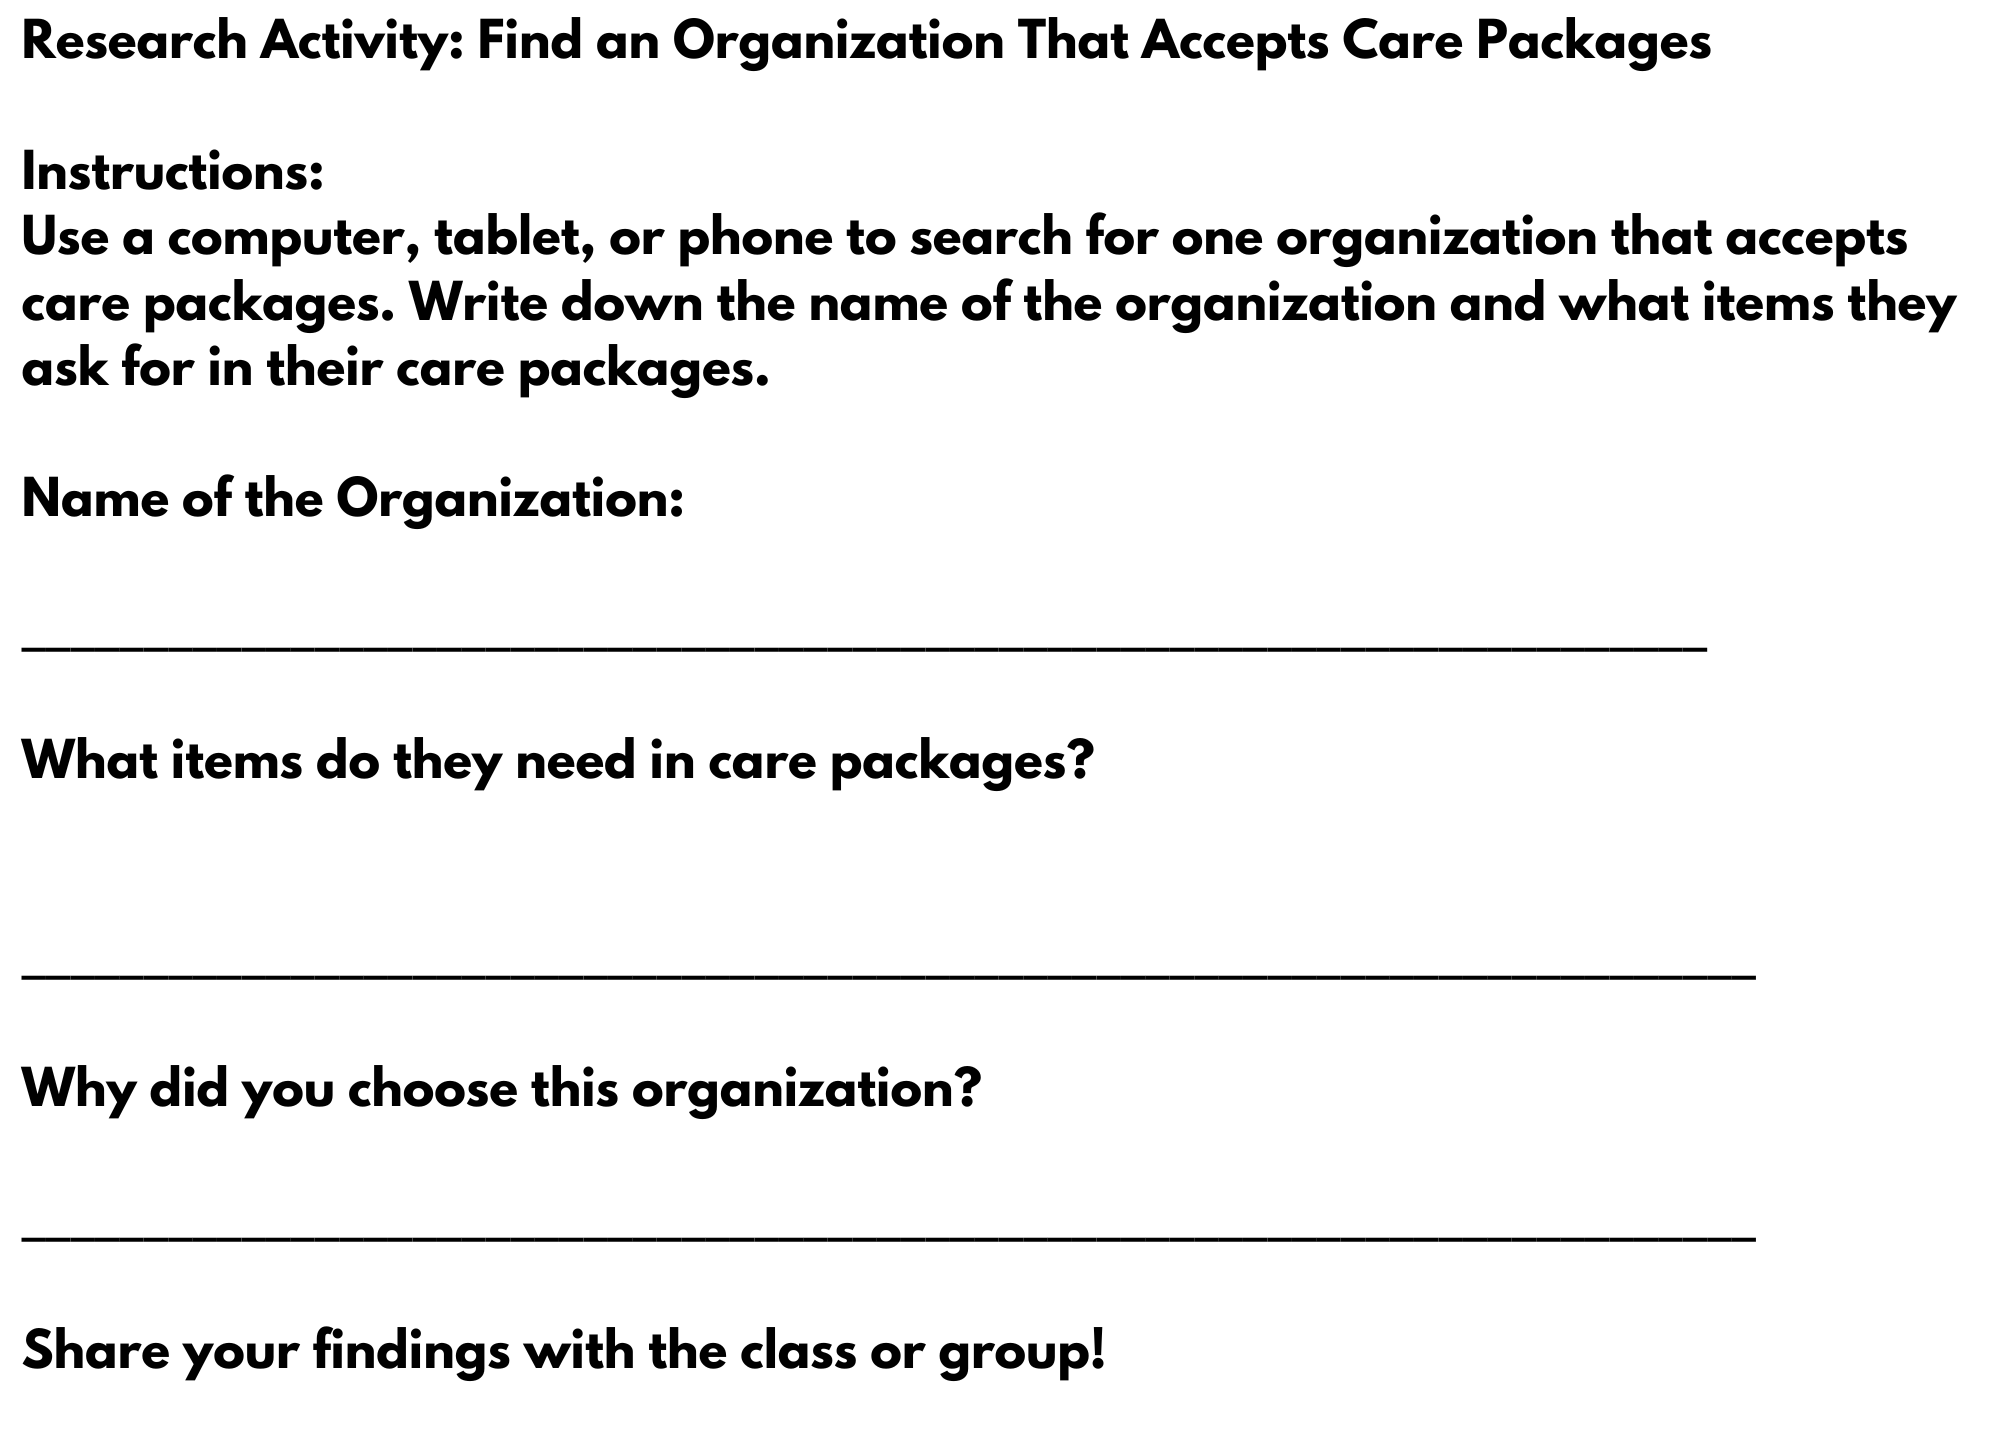 Research Activity: Find an Organization That Accepts Care Packages
Instructions:
Use a computer, tablet, or phone to search for one organization that accepts
care packages. Write down the name of the organization and what items they
ask for in their care packages.
Name of the Organization:
_____________________________________________________________________
What items do they need in care packages?
_______________________________________________________________________
Why did you choose this organization?
_______________________________________________________________________
Share your findings with the class or group!